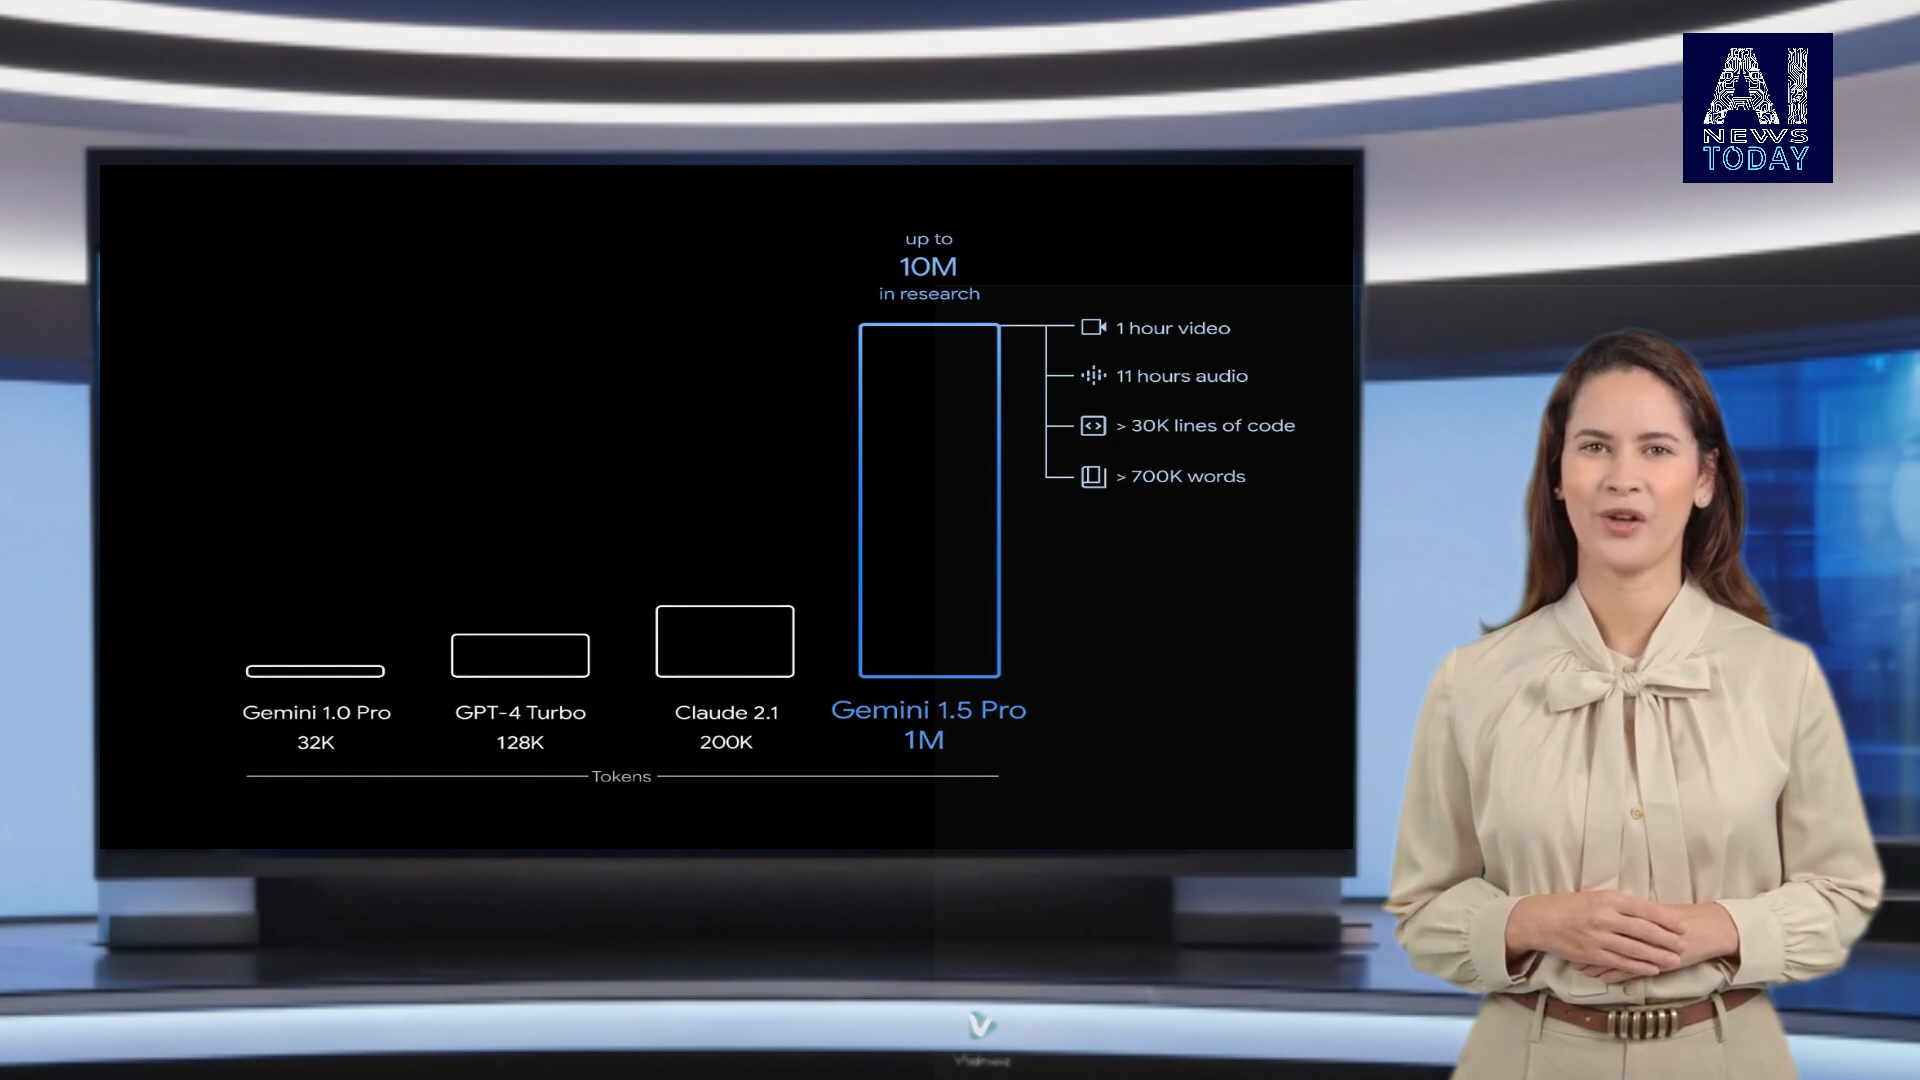 AI
NEWS
TODAY
up to
10M
in research
1 hour video
11 hours audio
> 30K lines of code
> 700K words
Gemini 1.0 Pro
32K
GPT-4 Turbo
128K
Claude 2.1
200K
Gemini 1.5 Pro
1M
Tokens